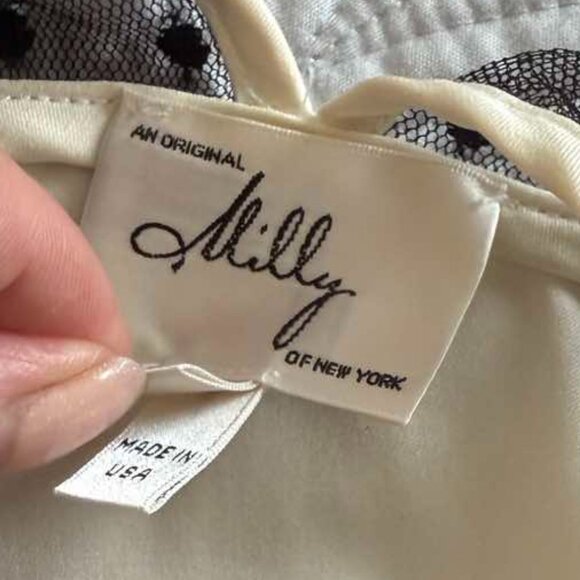 AN ORIGINAL
Milly
OF NEW YORK
MADE IN
USA